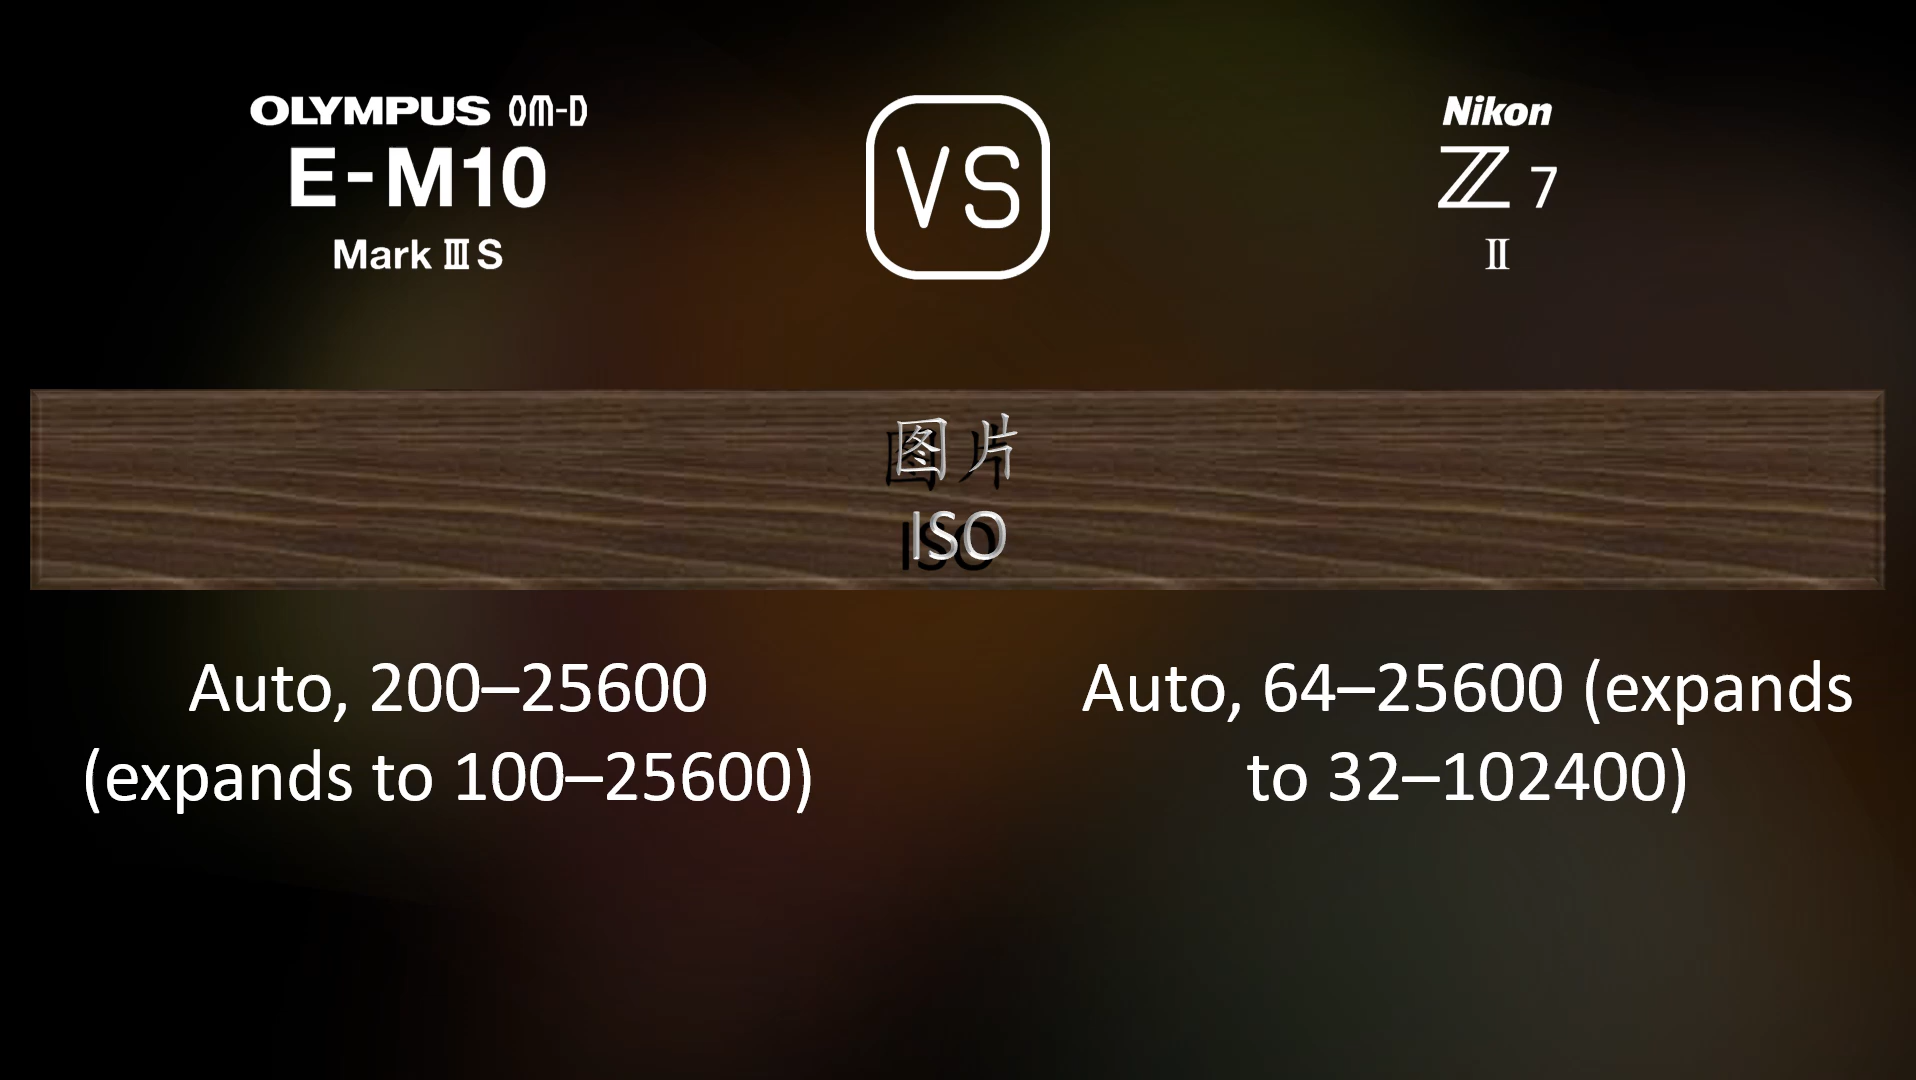 OLYMPUS OM-D
E-M10
Mark III S
VS
Nikon
Z 7
II
图片
ISO
Auto, 200–25600
(expands to 100–25600)
Auto, 64–25600 (expands
to 32–102400)